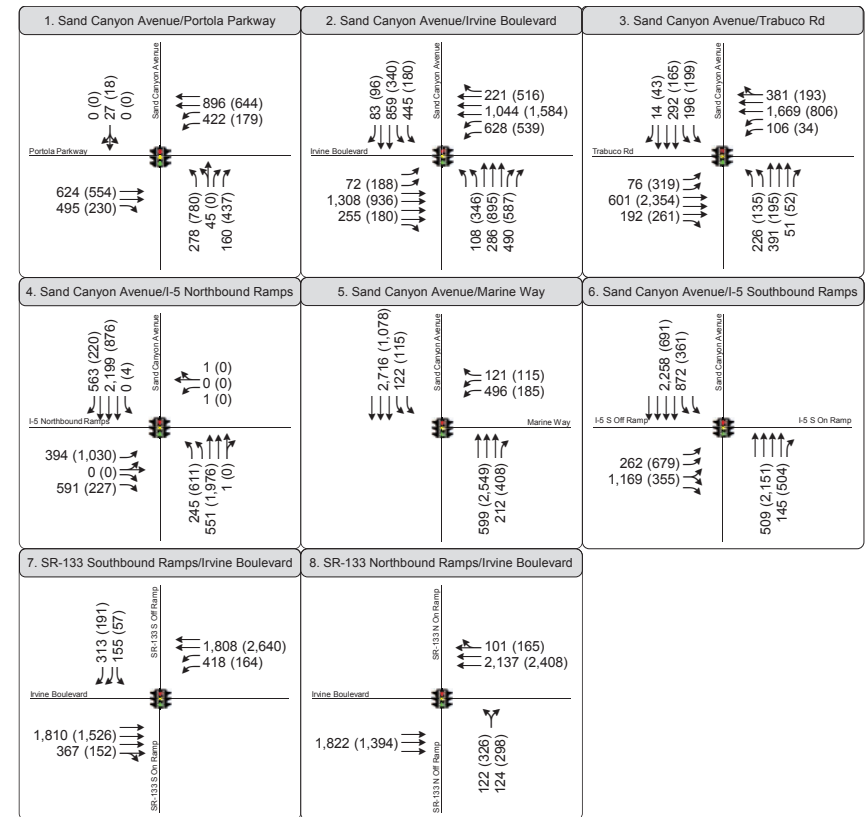 1. Sand Canyon Avenue/Portola Parkway
0 (0)
27 (18)
0 (0)
Sand Canyon Avenue
896 (644)
422 (179)
Portola Parkway
624 (554)
495 (230)
278 (780)
45 (0)
160 (437)
2. Sand Canyon Avenue/Irvine Boulevard
83 (96)
859 (340)
445 (180)
Sand Canyon Avenue
221 (516)
1,044 (1,584)
628 (539)
Irvine Boulevard
72 (188)
1,308 (936)
255 (180)
108 (346)
286 (895)
490 (587)
3. Sand Canyon Avenue/Trabuco Rd
14 (43)
292 (165)
196 (199)
Sand Canyon Avenue
381 (193)
1,669 (806)
106 (34)
Trabuco Rd
76 (319)
601 (2,354)
192 (261)
226 (135)
391 (195)
51 (52)
4. Sand Canyon Avenue/I-5 Northbound Ramps
563 (220)
2,199 (876)
0 (4)
Sand Canyon Avenue
1 (0)
0 (0)
1 (0)
I-5 Northbound Ramps
394 (1,030)
0 (0)
591 (227)
245 (611)
551 (1,976)
1 (0)
5. Sand Canyon Avenue/Marine Way
2,716 (1,078)
122 (115)
Sand Canyon Avenue
121 (115)
496 (185)
Marine Way
599 (2,549)
212 (408)
6. Sand Canyon Avenue/I-5 Southbound Ramps
2,258 (691)
872 (361)
Sand Canyon Avenue
I-5 S Off Ramp
I-5 S On Ramp
262 (679)
1,169 (355)
509 (2,151)
145 (504)
7. SR-133 Southbound Ramps/Irvine Boulevard
313 (191)
155 (57)
SR-133 S Off Ramp
1,808 (2,640)
418 (164)
Irvine Boulevard
1,810 (1,526)
367 (152)
SR-133 S On Ramp
8. SR-133 Northbound Ramps/Irvine Boulevard
SR-133 N On Ramp
101 (165)
2,137 (2,408)
Irvine Boulevard
1,822 (1,394)
SR-133 N Off Ramp
122 (326)
124 (298)